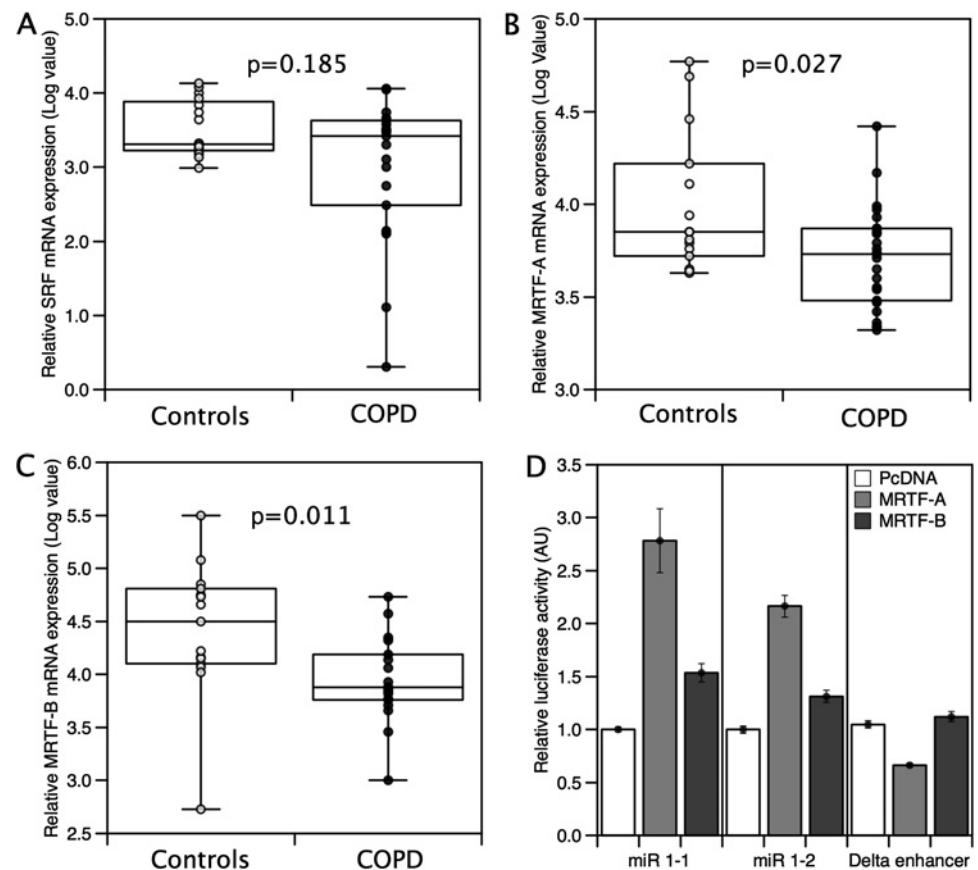 A
Relative SRF mRNA expression (Log value)
5.0
4.0
3.0
2.0
1.0
0.0
p=0.185
Controls
COPD
B
Relative MRTF-A mRNA expression (Log Value)
5.0
4.5
4.0
3.5
3.0
p=0.027
Controls
COPD
C
Relative MRTF-B mRNA expression (Log value)
6.0
5.5
5.0
4.5
4.0
3.5
3.0
2.5
p=0.011
Controls
COPD
D
Relative luciferase activity (AU)
3.5
3.0
2.5
2.0
1.5
1.0
0.5
0.0
PcDNA
MRTF-A
MRTF-B
miR 1-1
miR 1-2
Delta enhancer